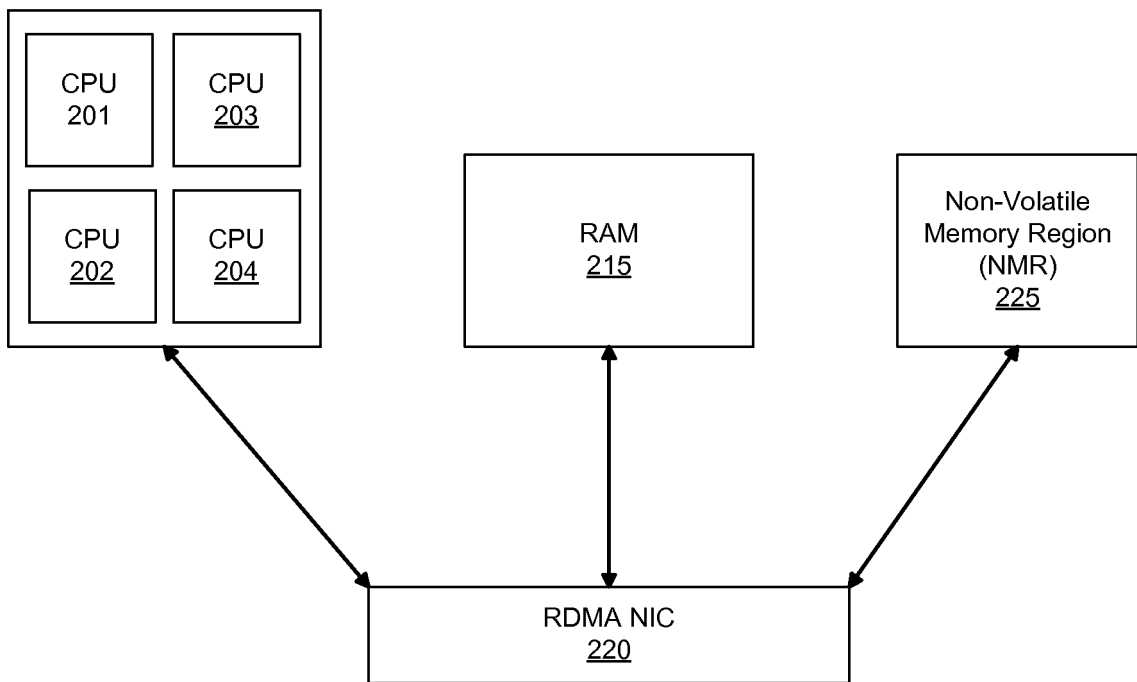 CPU
201
CPU
203
CPU
202
CPU
204
RAM
215
Non-Volatile
Memory Region
(NMR)
225
RDMA NIC
220